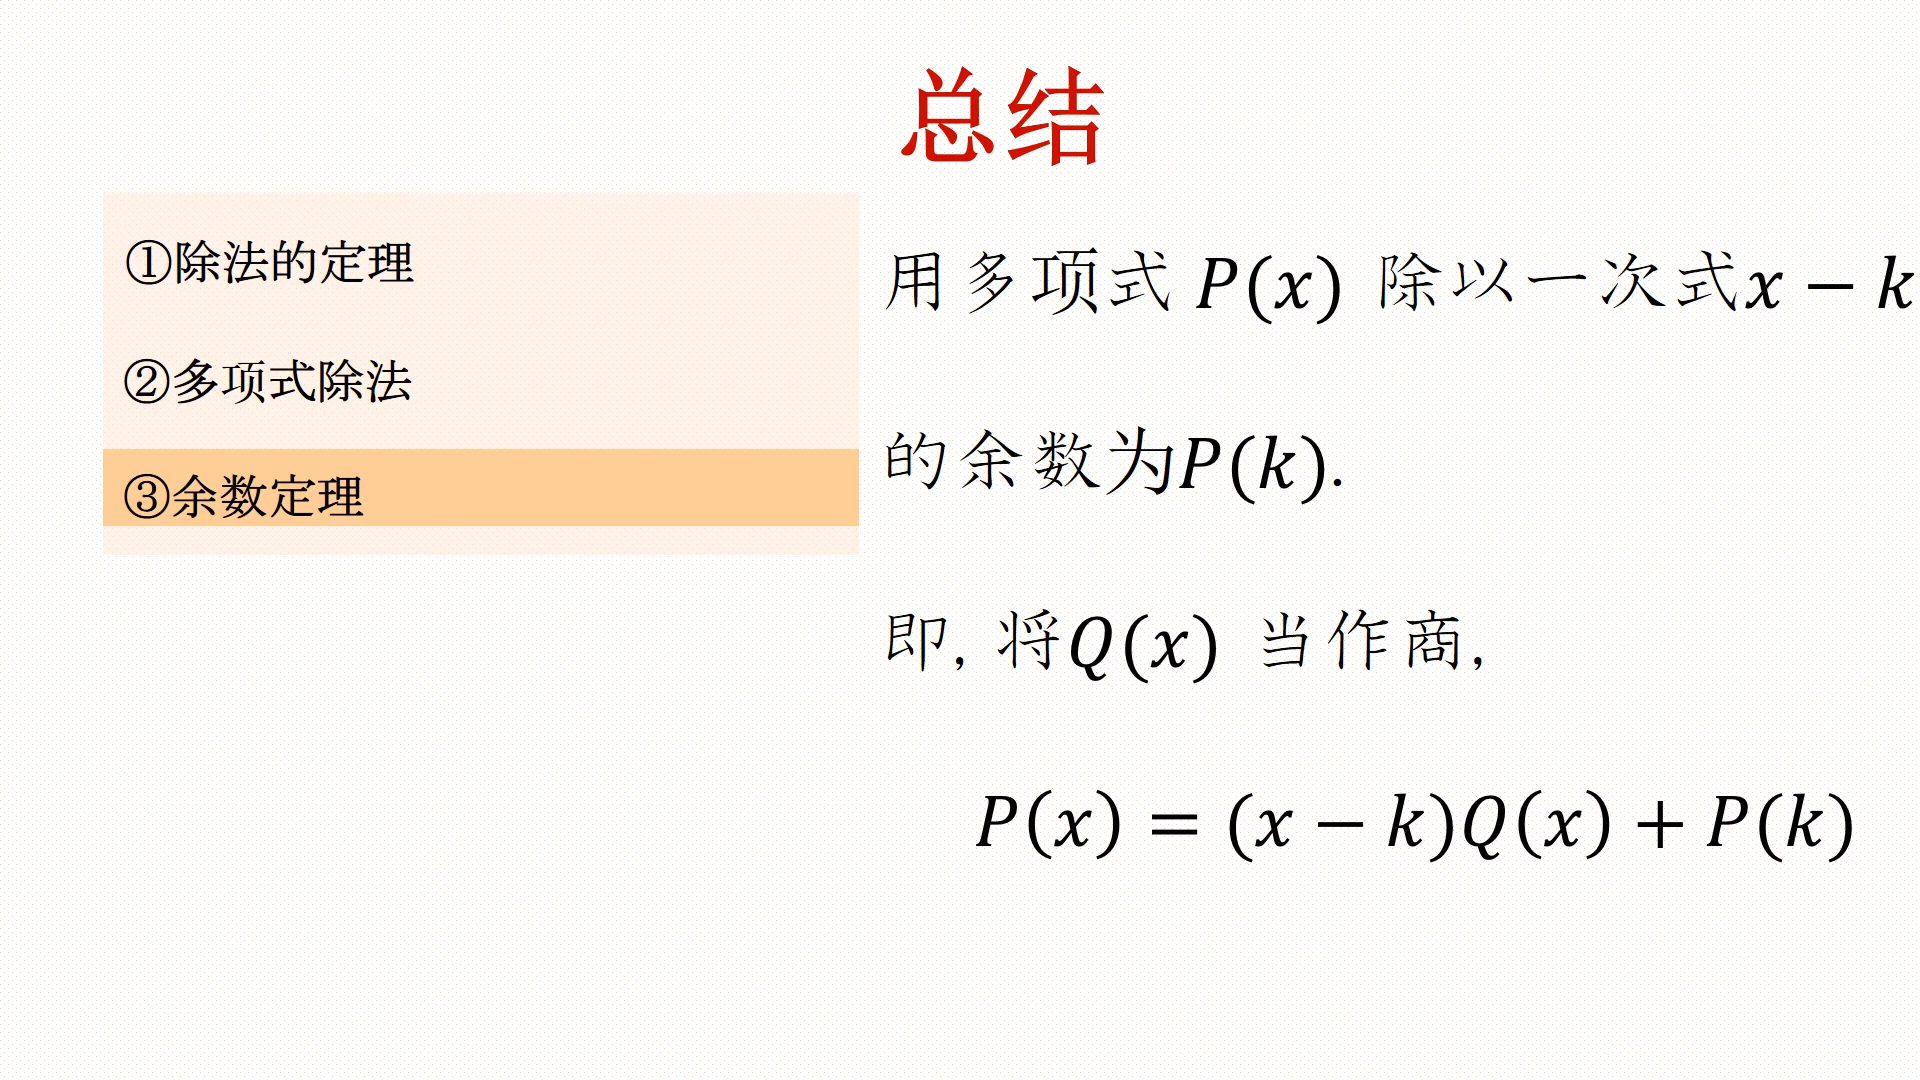 总结
①除法的定理
②多项式除法
③余数定理
用多项式 P(x) 除以一次式x − k
的余数为P(k).
即, 将Q(x) 当作商,
P(x) = (x − k)Q(x) + P(k)